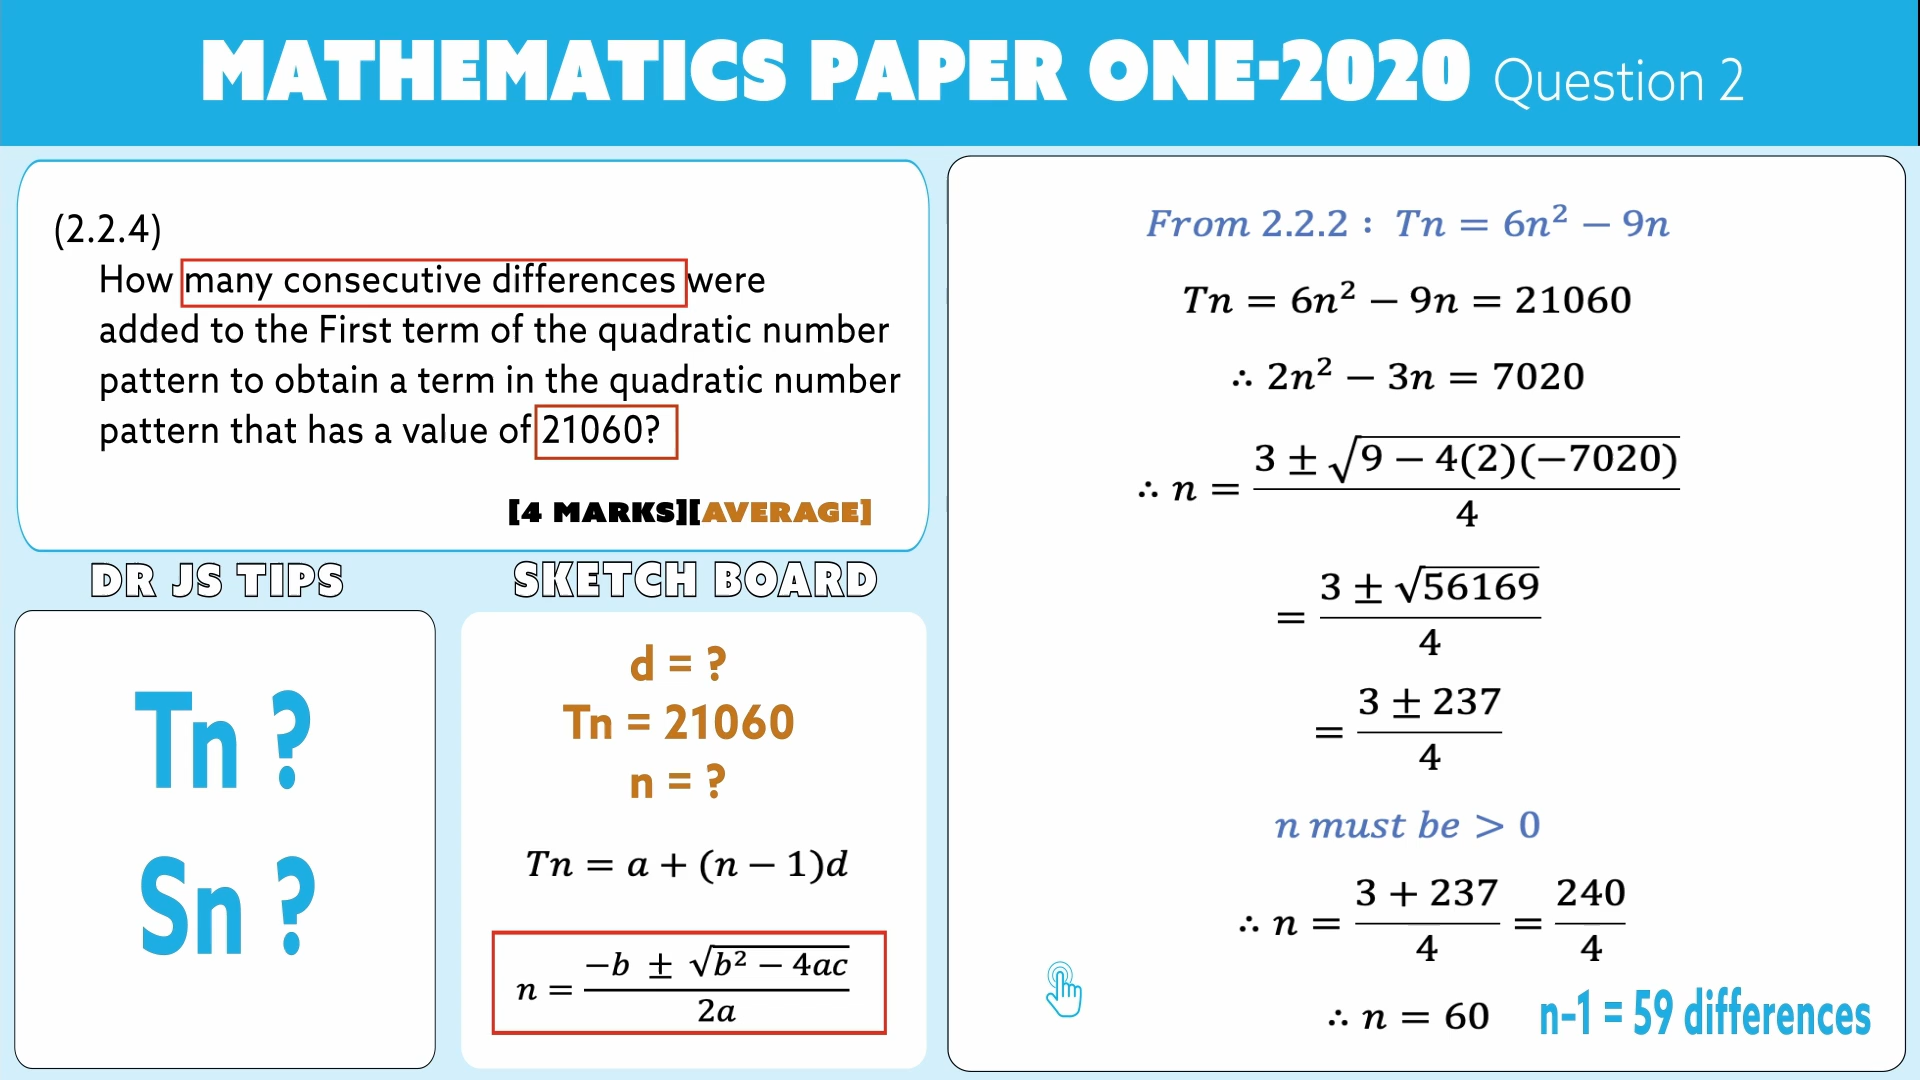 MATHEMATICS PAPER ONE-2020 Question 2
(2.2.4)
How many consecutive differences were
added to the First term of the quadratic number
pattern to obtain a term in the quadratic number
pattern that has a value of 21060?
[4 MARKS][AVERAGE]
DR JS TIPS
Tn ?
Sn ?
SKETCH BOARD
d = ?
Tn = 21060
n = ?
Tn = a + (n − 1)d
n = (−b ± √(b² − 4ac)) / 2a
From 2.2.2 : Tn = 6n² − 9n
Tn = 6n² − 9n = 21060
∴ 2n² − 3n = 7020
∴ n = (3 ± √(9 − 4(2)(−7020))) / 4
= (3 ± √56169) / 4
= (3 ± 237) / 4
n must be > 0
∴ n = (3 + 237) / 4 = 240 / 4
∴ n = 60 n-1 = 59 differences